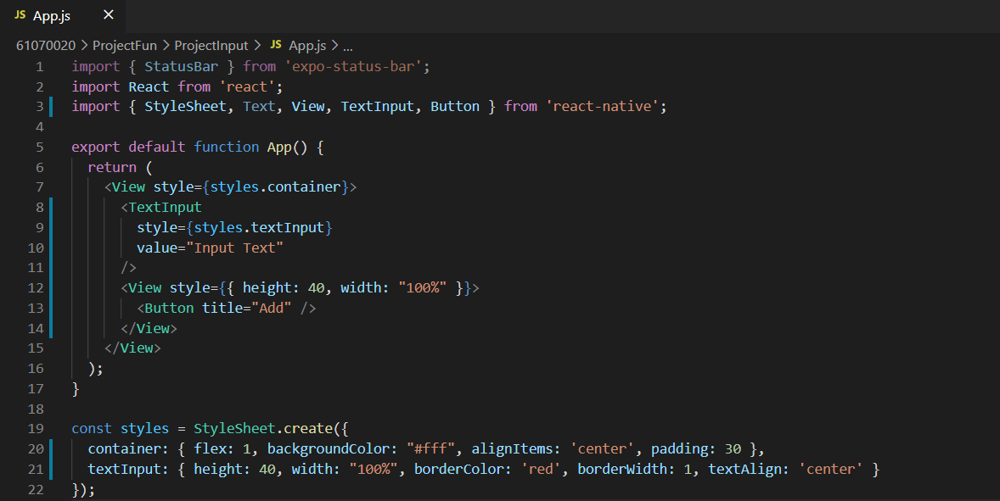 JS App.js ×
61070020 > ProjectFun > ProjectInput > JS App.js > ...
1 import { StatusBar } from 'expo-status-bar';
2 import React from 'react';
3 import { StyleSheet, Text, View, TextInput, Button } from 'react-native';
4
5 export default function App() {
6 return (
7 <View style={styles.container}>
8 <TextInput
9 style={styles.textInput}
10 value="Input Text"
11 />
12 <View style={{ height: 40, width: "100%" }}>
13 <Button title="Add" />
14 </View>
15 </View>
16 );
17 }
18
19 const styles = StyleSheet.create({
20 container: { flex: 1, backgroundColor: "#fff", alignItems: 'center', padding: 30 },
21 textInput: { height: 40, width: "100%", borderColor: 'red', borderWidth: 1, textAlign: 'center' }
22 });